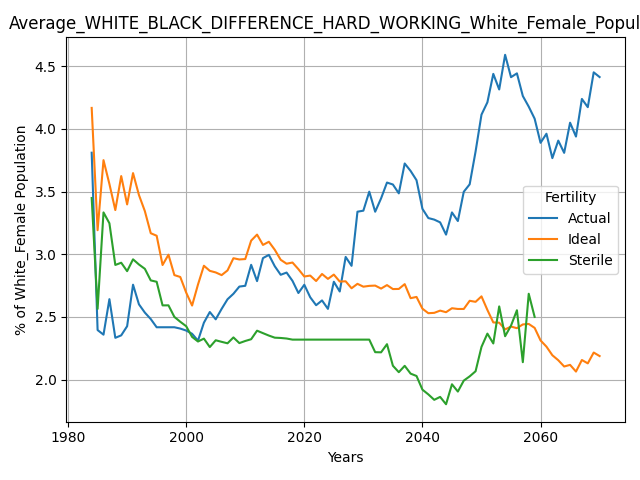 Average_WHITE_BLACK_DIFFERENCE_HARD_WORKING_White_Female_Popul
4.5
4.0
3.5
3.0
2.5
2.0
% of White_Female Population
Fertility
Actual
Ideal
Sterile
1980
2000
2020
2040
2060
Years